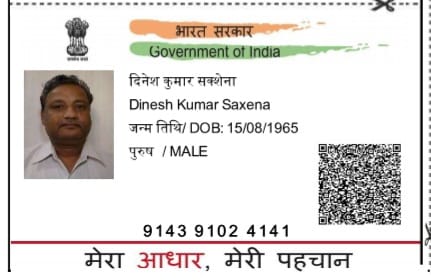 भारत सरकार
Government of India
दिनेश कुमार सक्शेना
Dinesh Kumar Saxena
जन्म तिथि/ DOB: 15/08/1965
पुरुष / MALE
9143 9102 4141
मेरा आधार, मेरी पहचान